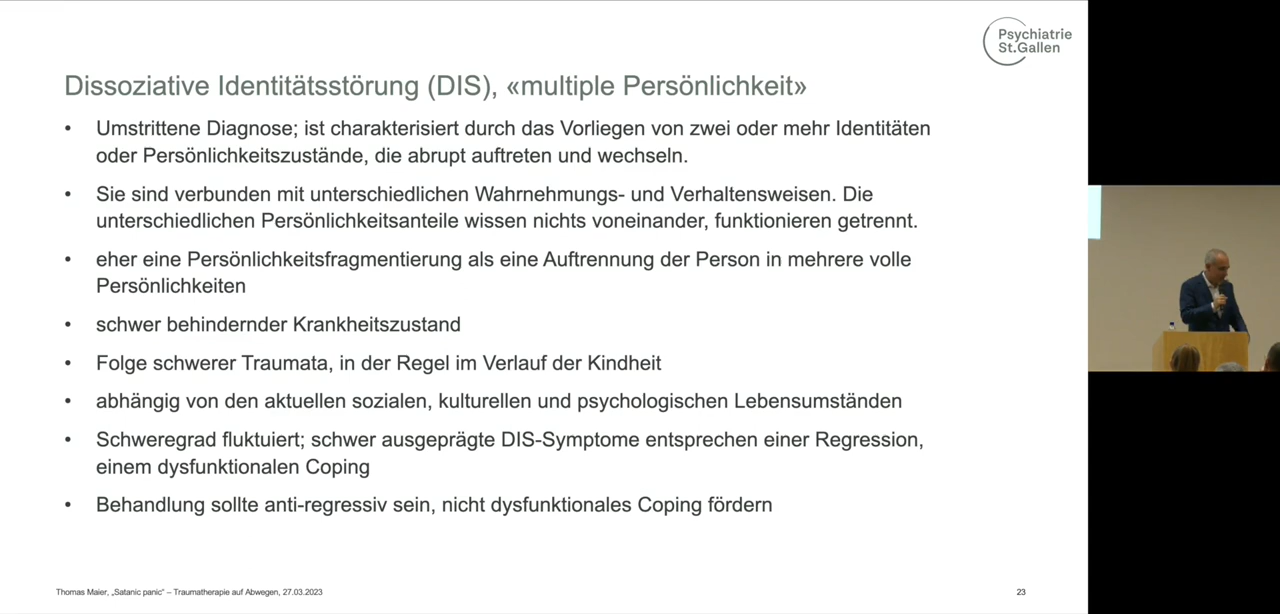 Psychiatrie
St.Gallen
Dissoziative Identitätsstörung (DIS), «multiple Persönlichkeit»
• Umstrittene Diagnose; ist charakterisiert durch das Vorliegen von zwei oder mehr Identitäten
oder Persönlichkeitszustände, die abrupt auftreten und wechseln.
• Sie sind verbunden mit unterschiedlichen Wahrnehmungs- und Verhaltensweisen. Die
unterschiedlichen Persönlichkeitsanteile wissen nichts voneinander, funktionieren getrennt.
• eher eine Persönlichkeitsfragmentierung als eine Auftrennung der Person in mehrere volle
Persönlichkeiten
• schwer behindernder Krankheitszustand
• Folge schwerer Traumata, in der Regel im Verlauf der Kindheit
• abhängig von den aktuellen sozialen, kulturellen und psychologischen Lebensumständen
• Schweregrad fluktuiert; schwer ausgeprägte DIS-Symptome entsprechen einer Regression,
einem dysfunktionalen Coping
• Behandlung sollte anti-regressiv sein, nicht dysfunktionales Coping fördern
Thomas Maier, „Satanic panic“ – Traumatherapie auf Abwegen, 27.03.2023
23